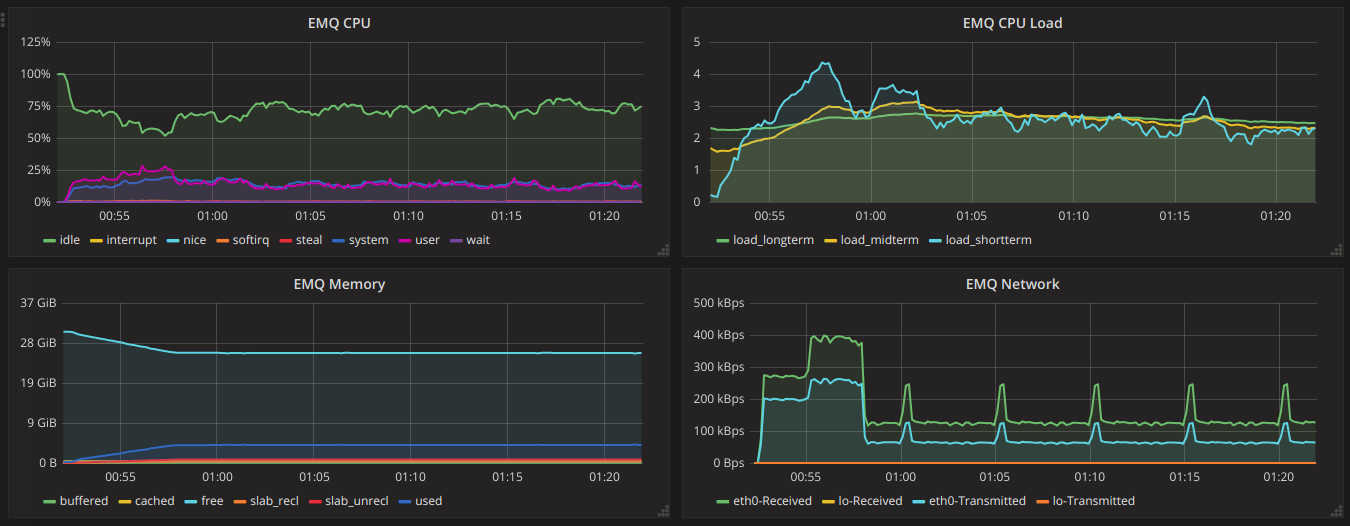 EMQ CPU
125%
100%
75%
50%
25%
0%
00:55 01:00 01:05 01:10 01:15 01:20
idle interrupt nice softirq steal system user wait
EMQ CPU Load
5
4
3
2
1
0
00:55 01:00 01:05 01:10 01:15 01:20
load_longterm load_midterm load_shortterm
EMQ Memory
37 GiB
28 GiB
19 GiB
9 GiB
0 B
00:55 01:00 01:05 01:10 01:15 01:20
buffered cached free slab_recl slab_unrecl used
EMQ Network
500 kBps
400 kBps
300 kBps
200 kBps
100 kBps
0 Bps
00:55 01:00 01:05 01:10 01:15 01:20
eth0-Received lo-Received eth0-Transmitted lo-Transmitted